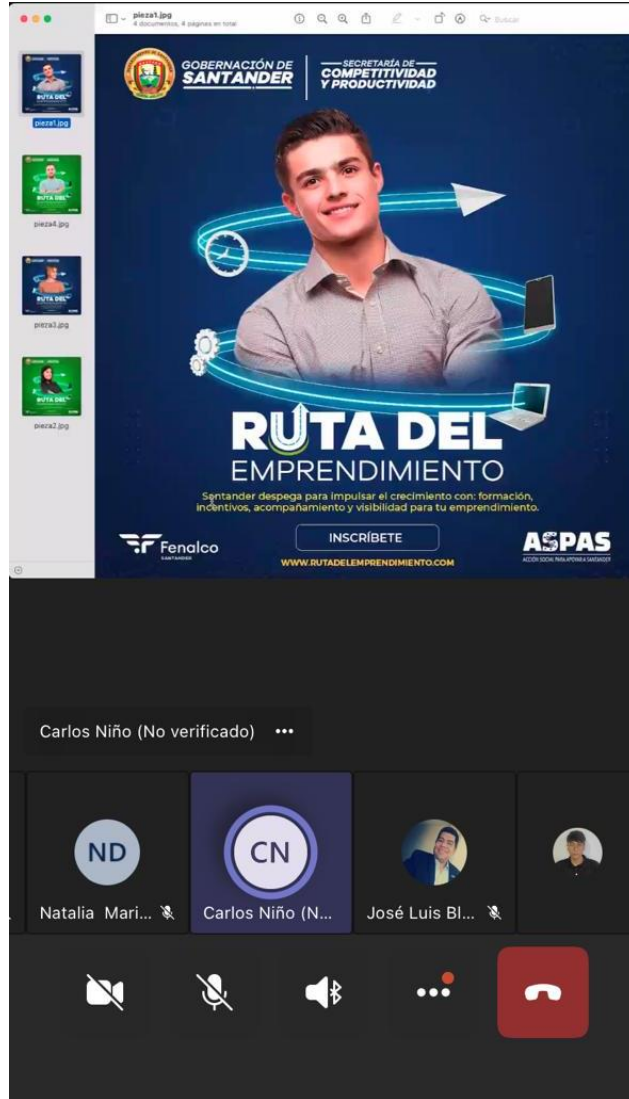 pieza1.jpg
4 documentos, 4 páginas en total
Buscar
GOBERNACIÓN DE
SANTANDER
SECRETARÍA DE
COMPETITIVIDAD
Y PRODUCTIVIDAD
pieza1.jpg
pieza4.jpg
pieza3.jpg
pieza2.jpg
RUTA DEL
EMPRENDIMIENTO
Santander despega para impulsar el crecimiento con: formación,
incentivos, acompañamiento y visibilidad para tu emprendimiento.
INSCRÍBETE
WWW.RUTADELEMPRENDIMIENTO.COM
Fenalco
SANTANDER
ASPAS
ACCIÓN SOCIAL PARA APOYAR A SANTANDER
Carlos Niño (No verificado)
ND
CN
Natalia Mari...
Carlos Niño (N...
José Luis Bl...